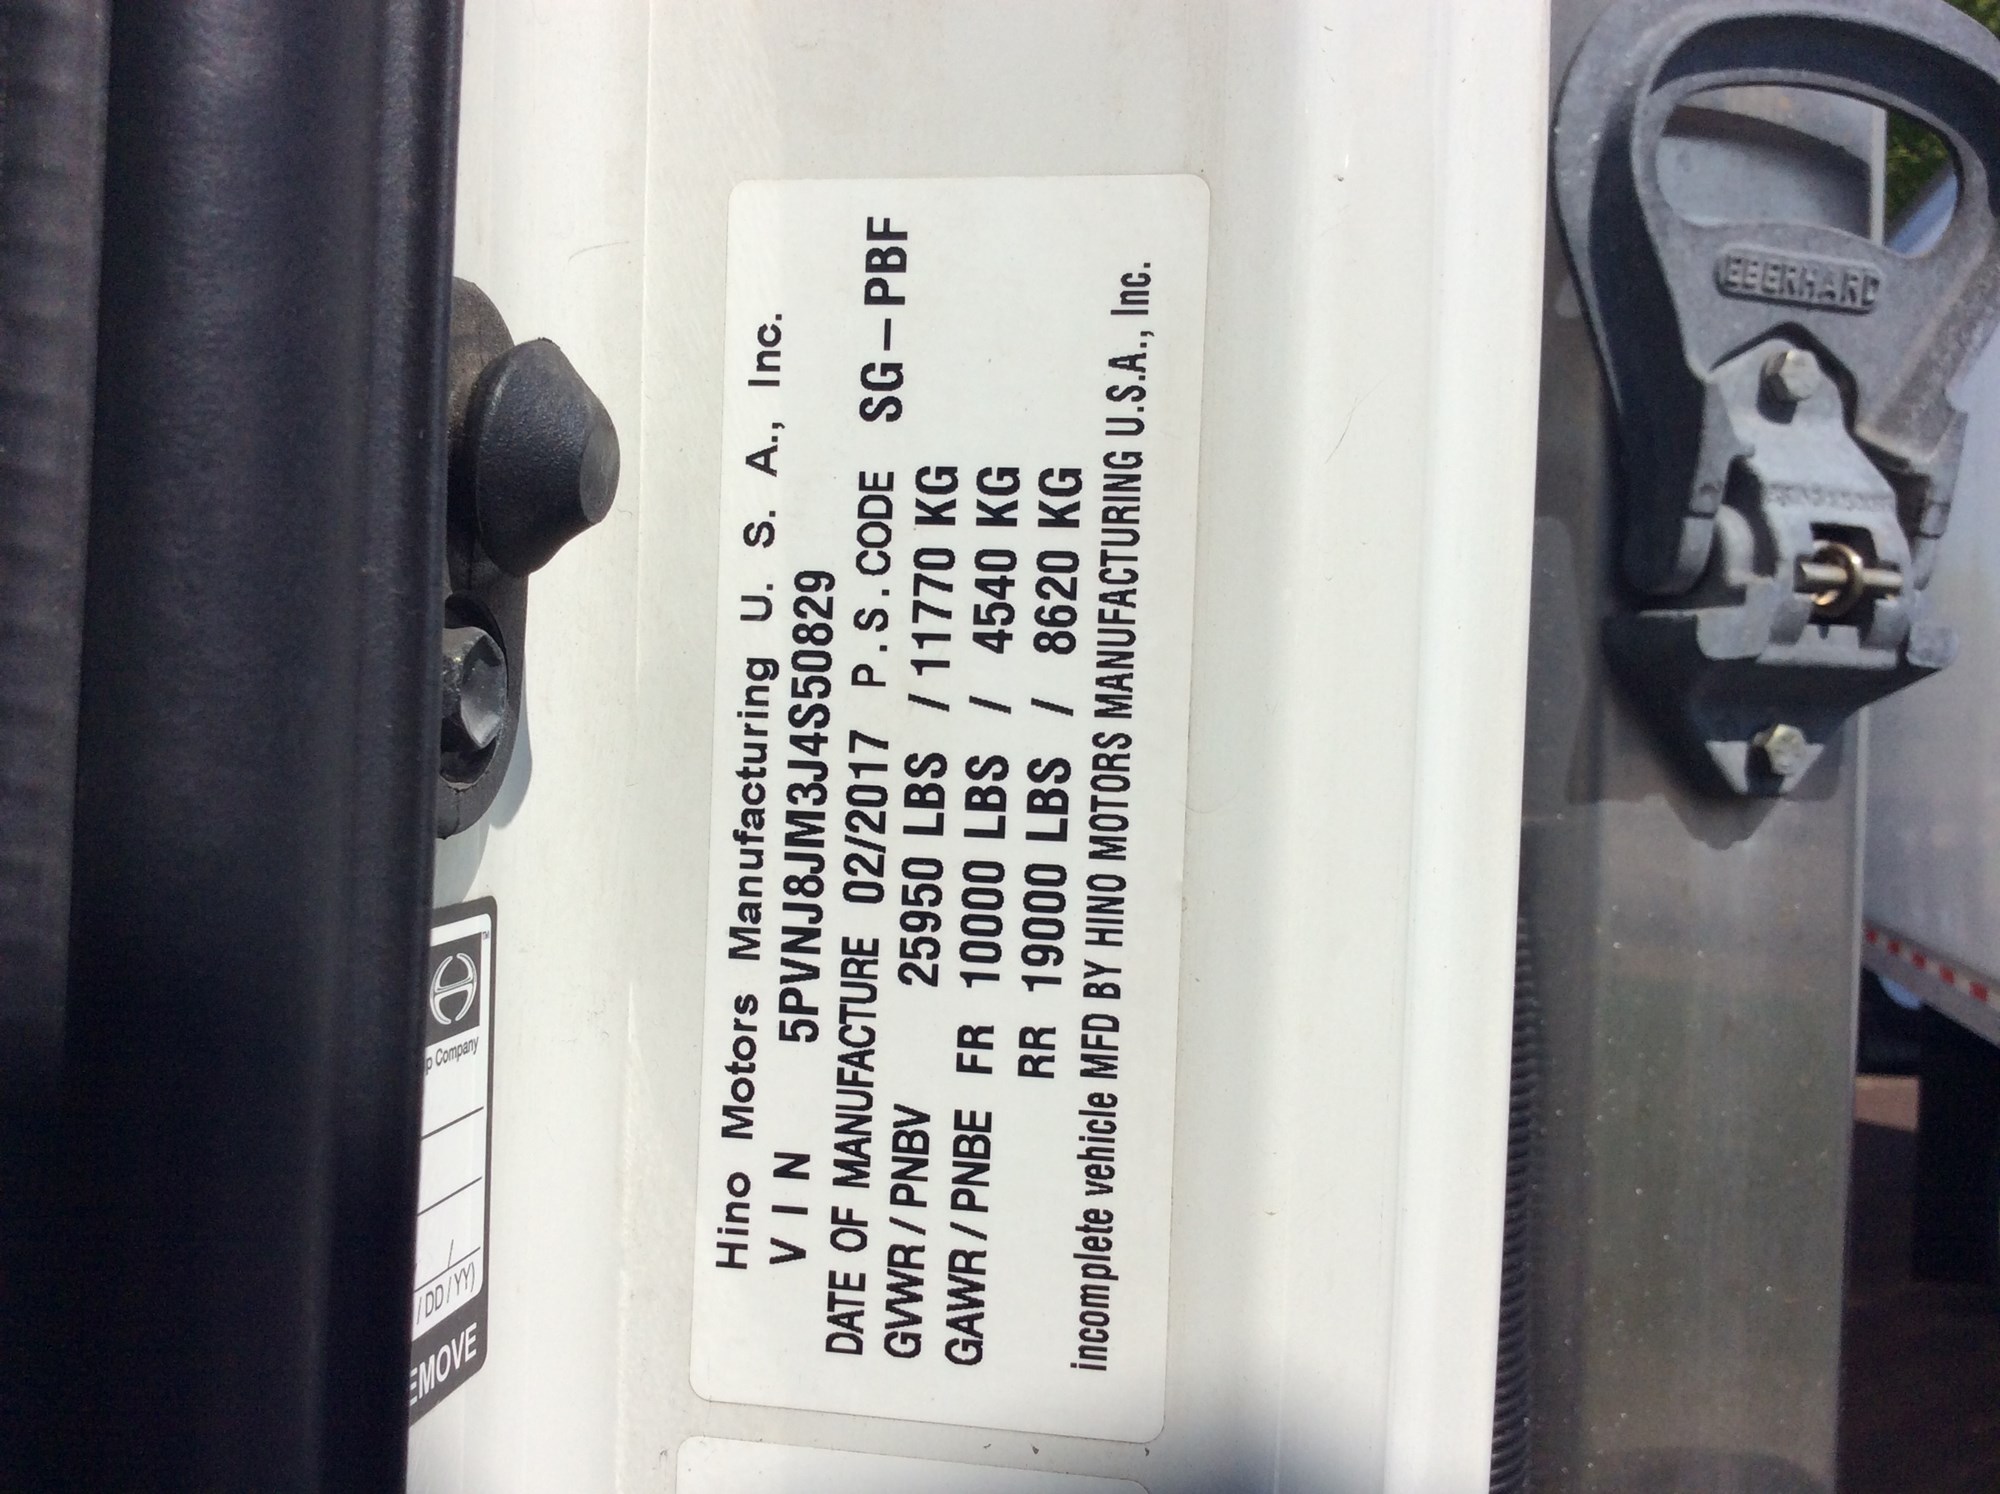 Hino Motors Manufacturing U. S. A., Inc.
VIN 5PVNJ8JM3J4S50829
DATE OF MANUFACTURE 02/2017 P.S.CODE SG-PBF
GVWR/PNBV 25950 LBS /11770 KG
GAWR/PNBE FR 10000 LBS / 4540 KG
RR 19000 LBS / 8620 KG
incomplete vehicle MFD BY HINO MOTORS MANUFACTURING U.S.A., Inc.
Company
/DD/YY)
EMOVE
EBERHARD